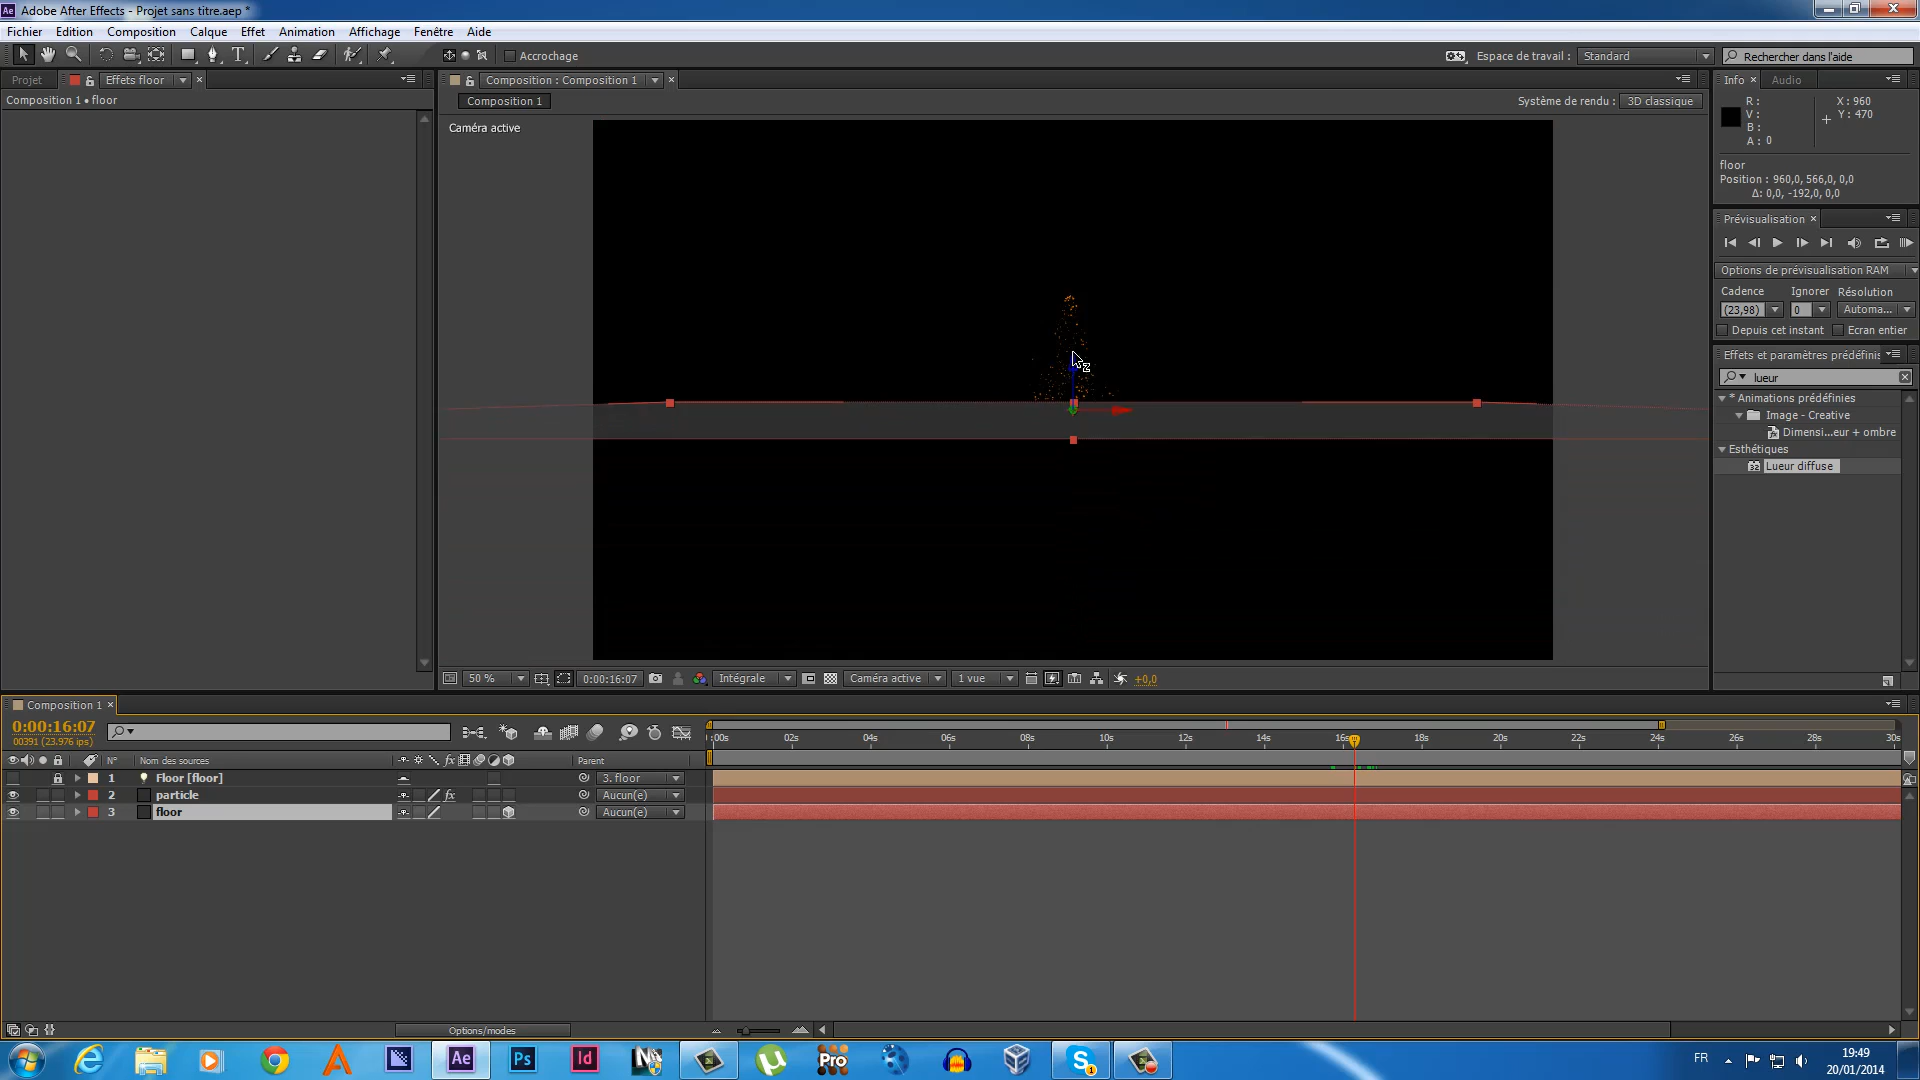 Adobe After Effects - Projet sans titre.aep *
Fichier Edition Composition Calque Effet Animation Affichage Fenêtre Aide
Accrochage
Espace de travail : Standard
Rechercher dans l'aide
Projet Effets floor
Composition 1 • floor
Composition : Composition 1
Composition 1
Système de rendu : 3D classique
Caméra active
Info Audio
R :
V :
B :
A : 0
X : 960
Y : 470
floor
Position : 960,0, 566,0, 0,0
Δ: 0,0, -192,0, 0,0
Prévisualisation
Options de prévisualisation RAM
Cadence Ignorer Résolution
(23,98) 0 Automa...
Depuis cet instant Ecran entier
Effets et paramètres prédéfinis
lueur
* Animations prédéfinies
Image - Creative
Dimensi...eur + ombre
Esthétiques
Lueur diffuse
50 % 0:00:16:07 Intégrale Caméra active 1 vue +0,0
Composition 1
0:00:16:07
00391 (23.976 ips)
N° Nom des sources Parent
1 Floor [floor] 3. floor
2 particle Aucun(e)
3 floor Aucun(e)
:00s 02s 04s 06s 08s 10s 12s 14s 16s 18s 20s 22s 24s 26s 28s 30s
Options/modes
Ae Ps Id Pro S 1
FR
19:49
20/01/2014